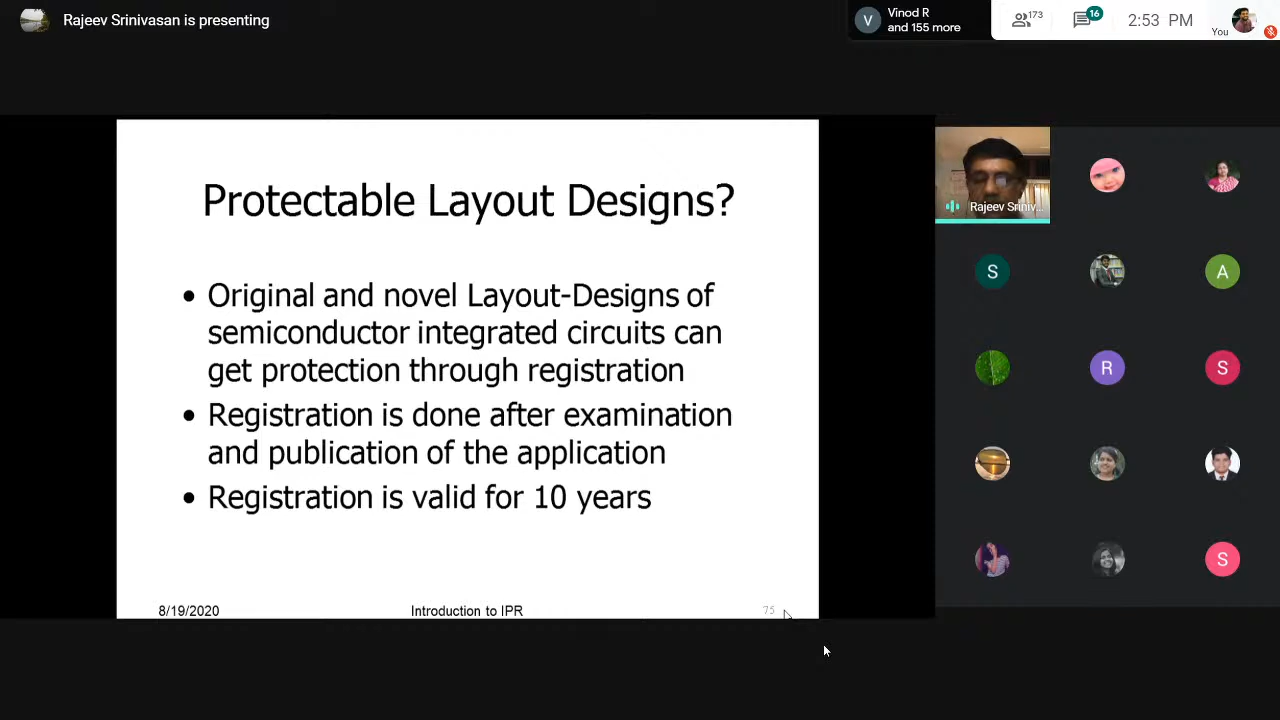 Rajeev Srinivasan is presenting
V
Vinod R
and 155 more
173
16
2:53 PM
You
Protectable Layout Designs?
• Original and novel Layout-Designs of
semiconductor integrated circuits can
get protection through registration
• Registration is done after examination
and publication of the application
• Registration is valid for 10 years
8/19/2020
Introduction to IPR
75
Rajeev Sriniv...
S
A
R
S
S